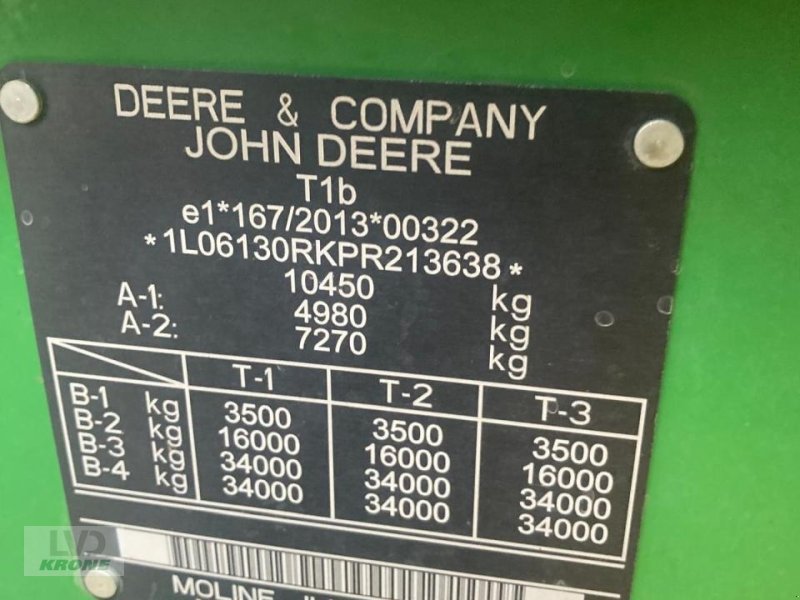 DEERE & COMPANY
JOHN DEERE
T1b
e1*167/2013*00322
*1L06130RKPR213638*
10450 kg
A-1: 4980 kg
A-2: 7270 kg
T-1 T-2 T-3
B-1 kg 3500 3500 3500
B-2 kg 16000 16000 16000
B-3 kg 34000 34000 34000
B-4 kg 34000 34000 34000
LVD
KRONE
MOLINE